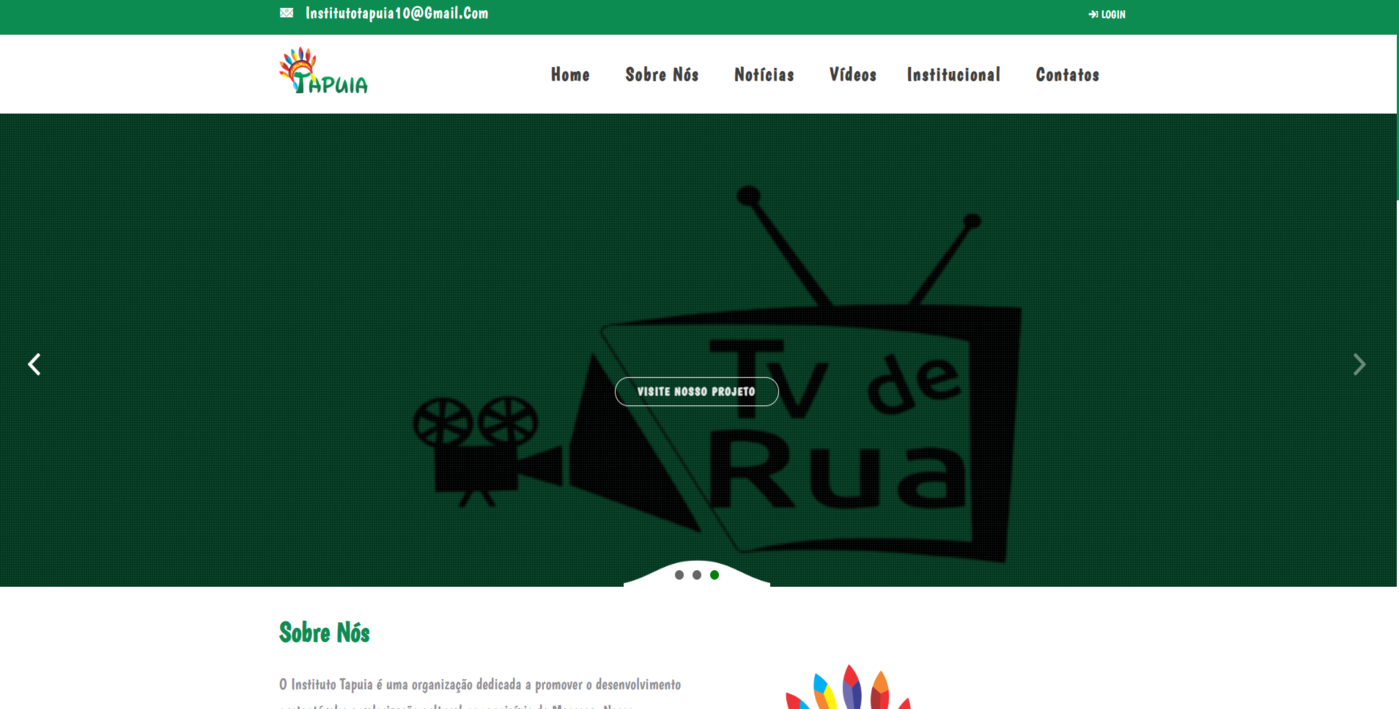 Institutotapuia10@Gmail.Com
LOGIN
TAPUIA
Home Sobre Nós Notícias Vídeos Institucional Contatos
Tv de
VISITE NOSSO PROJETO
Rua
Sobre Nós
O Instituto Tapuia é uma organização dedicada a promover o desenvolvimento